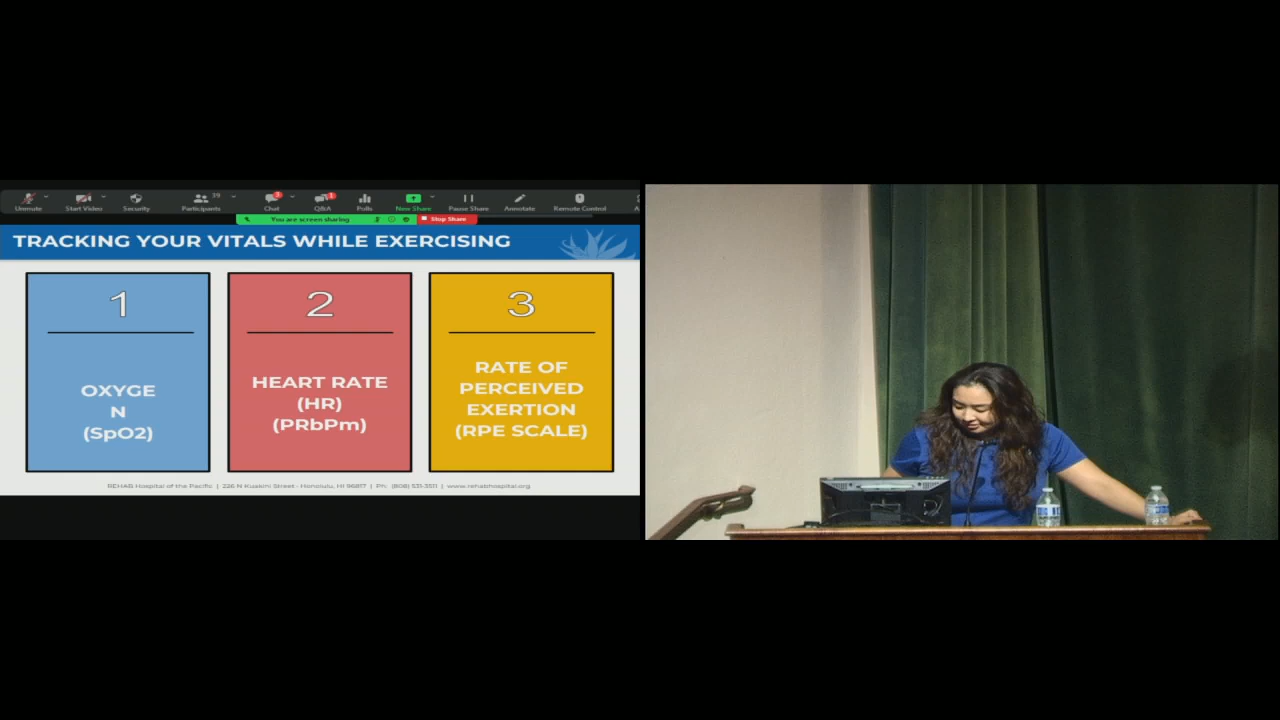 Unmute
Start Video
Security
Participants
39
Chat
Q&A
Polls
New Share
Pause Share
Annotate
Remote Control
You are screen sharing
Stop Share
TRACKING YOUR VITALS WHILE EXERCISING
1
OXYGE
N
(SpO2)
2
HEART RATE
(HR)
(PRbPm)
3
RATE OF
PERCEIVED
EXERTION
(RPE SCALE)
REHAB Hospital of the Pacific | 226 N Kuakini Street · Honolulu, HI 96817 | Ph: (808) 531-3511 | www.rehabhospital.org